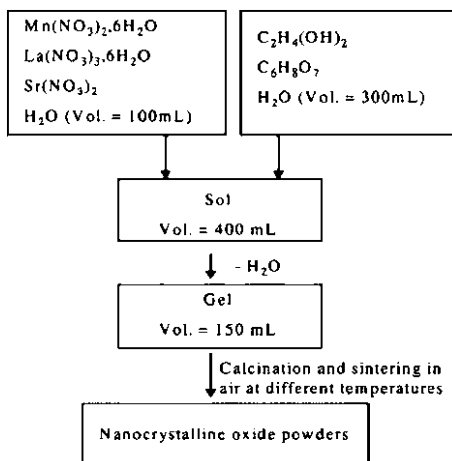 Mn(NO₃)₂.6H₂O
La(NO₃)₃.6H₂O
Sr(NO₃)₂
H₂O (Vol. = 100mL)
C₂H₄(OH)₂
C₆H₈O₇
H₂O (Vol. = 300mL)
Sol
Vol. = 400 mL
- H₂O
Gel
Vol. = 150 mL
Calcination and sintering in
air at different temperatures
Nanocrystalline oxide powders